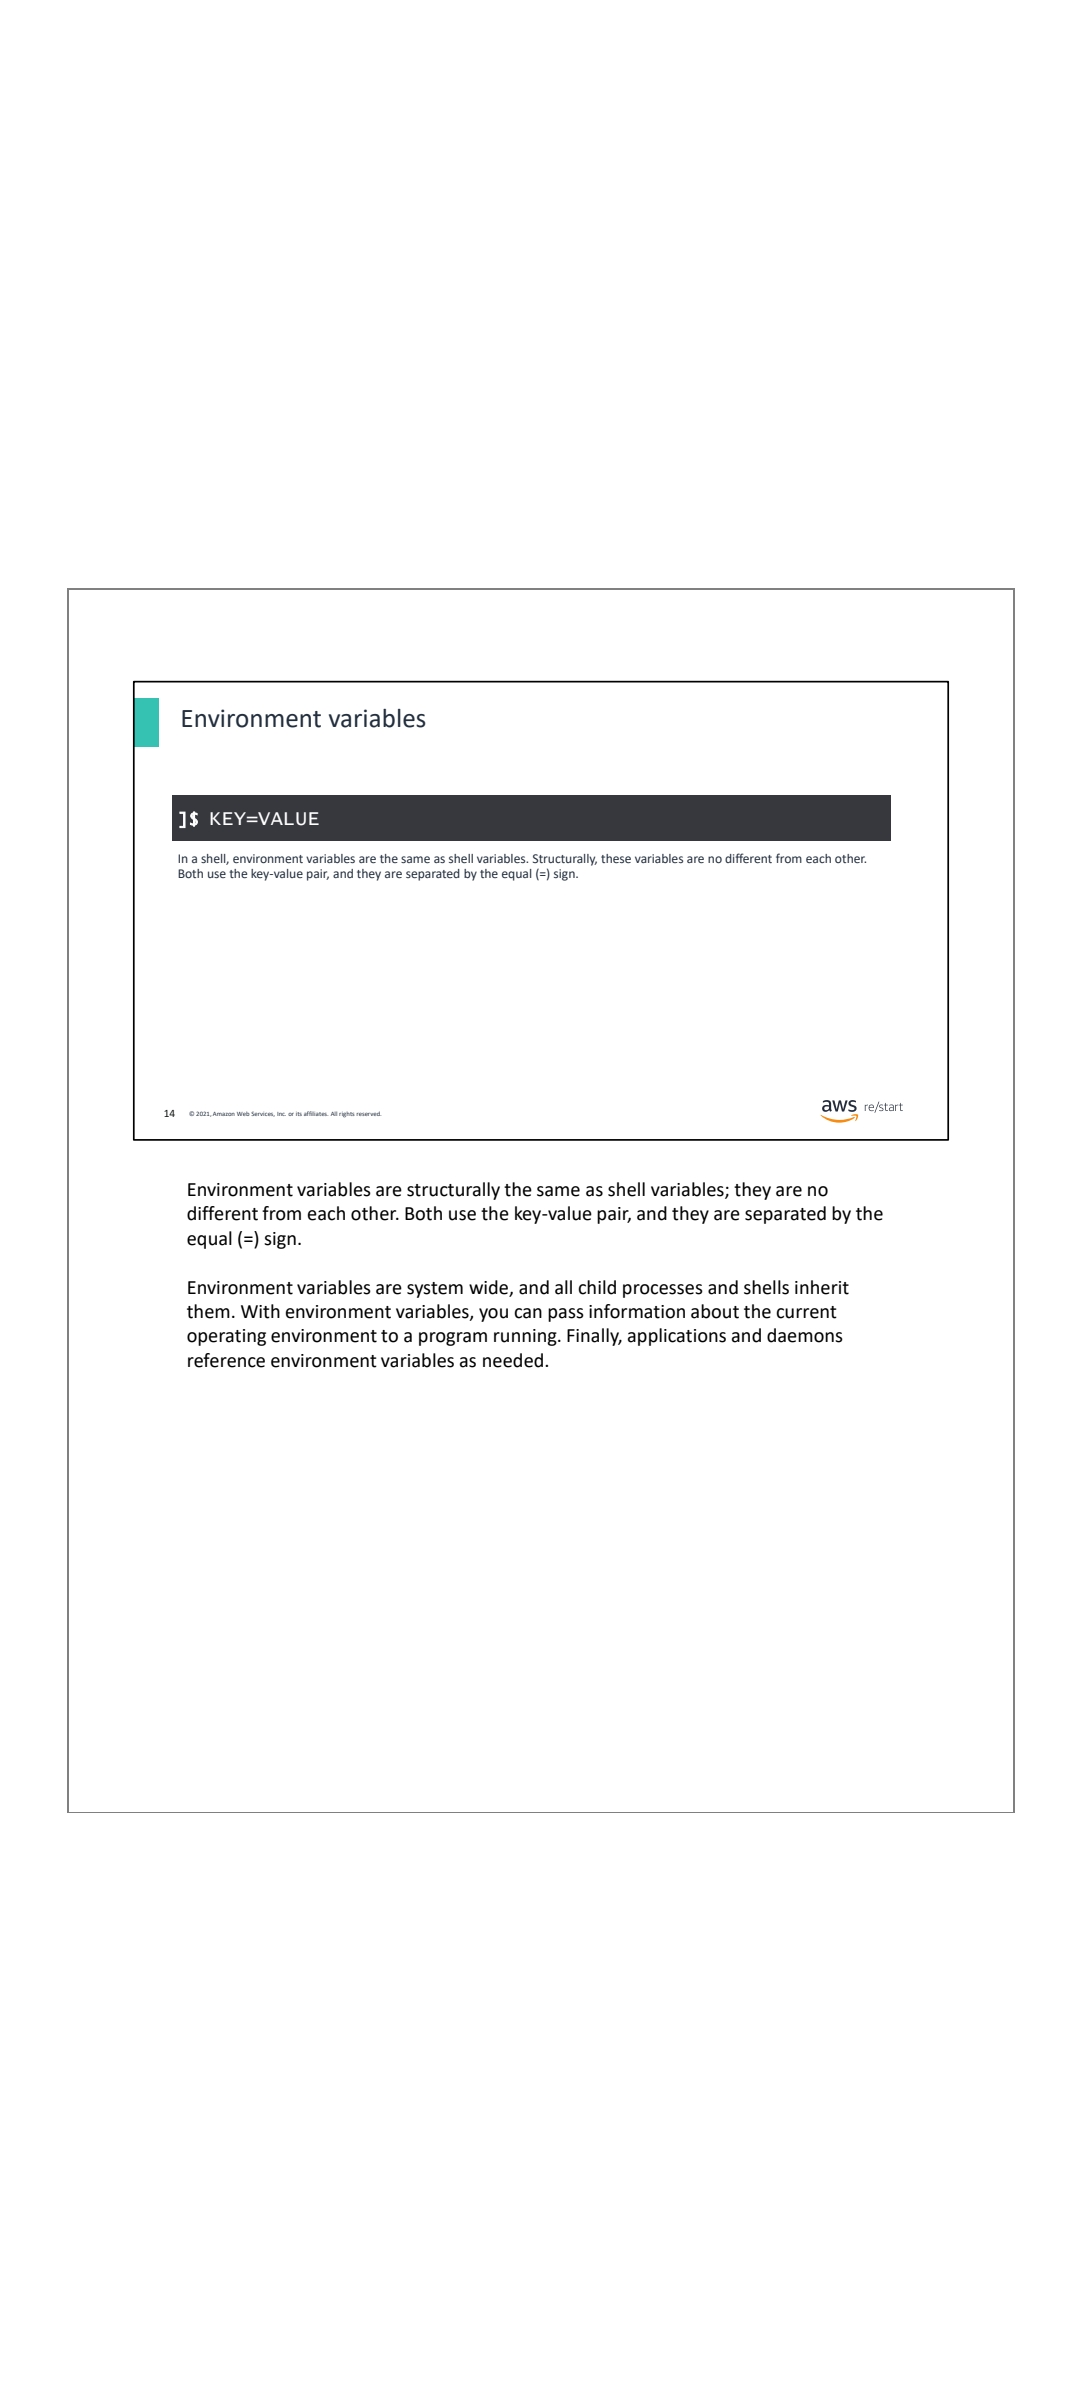 Environment variables
]$ KEY=VALUE
In a shell, environment variables are the same as shell variables. Structurally, these variables are no different from each other.
Both use the key-value pair, and they are separated by the equal (=) sign.
14 © 2021, Amazon Web Services, Inc. or its affiliates. All rights reserved.
aws re/start
Environment variables are structurally the same as shell variables; they are no
different from each other. Both use the key-value pair, and they are separated by the
equal (=) sign.
Environment variables are system wide, and all child processes and shells inherit
them. With environment variables, you can pass information about the current
operating environment to a program running. Finally, applications and daemons
reference environment variables as needed.